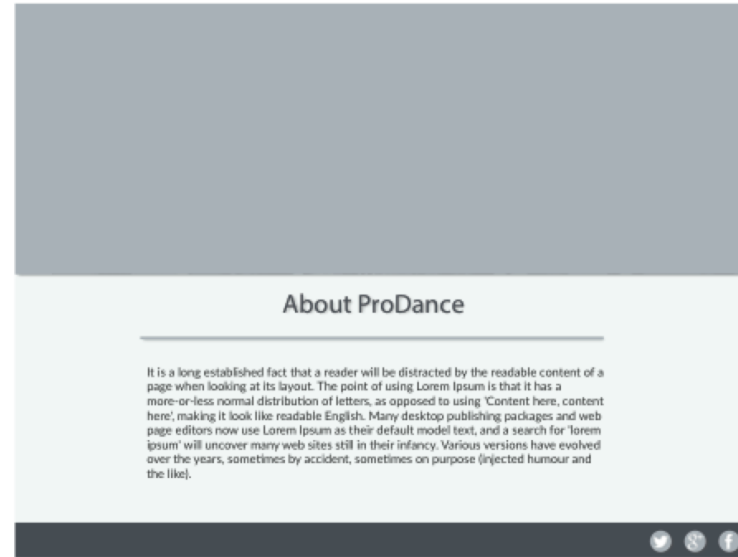 About ProDance
It is a long established fact that a reader will be distracted by the readable content of a
page when looking at its layout. The point of using Lorem Ipsum is that it has a
more-or-less normal distribution of letters, as opposed to using 'Content here, content
here', making it look like readable English. Many desktop publishing packages and web
page editors now use Lorem Ipsum as their default model text, and a search for 'lorem
ipsum' will uncover many web sites still in their infancy. Various versions have evolved
over the years, sometimes by accident, sometimes on purpose (injected humour and
the like).